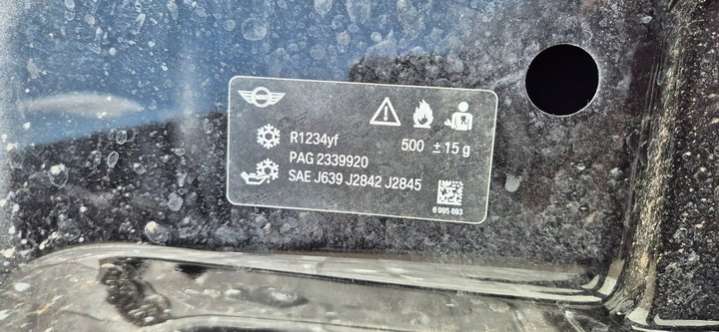 R1234yf 500 ± 15 g
PAG 2339920
SAE J639 J2842 J2845